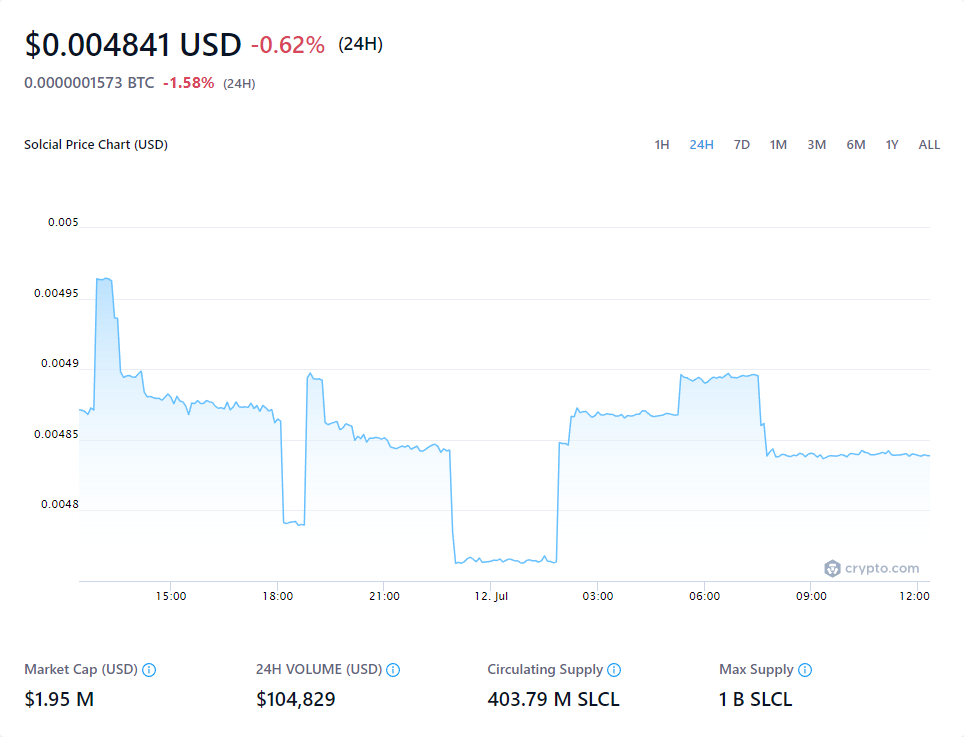 $0.004841 USD -0.62% (24H)
0.0000001573 BTC -1.58% (24H)
Solcial Price Chart (USD) 1H 24H 7D 1M 3M 6M 1Y ALL
0.005
0.00495
0.0049
0.00485
0.0048
crypto.com
15:00 18:00 21:00 12. Jul 03:00 06:00 09:00 12:00
Market Cap (USD) 24H VOLUME (USD) Circulating Supply Max Supply
$1.95 M $104,829 403.79 M SLCL 1 B SLCL